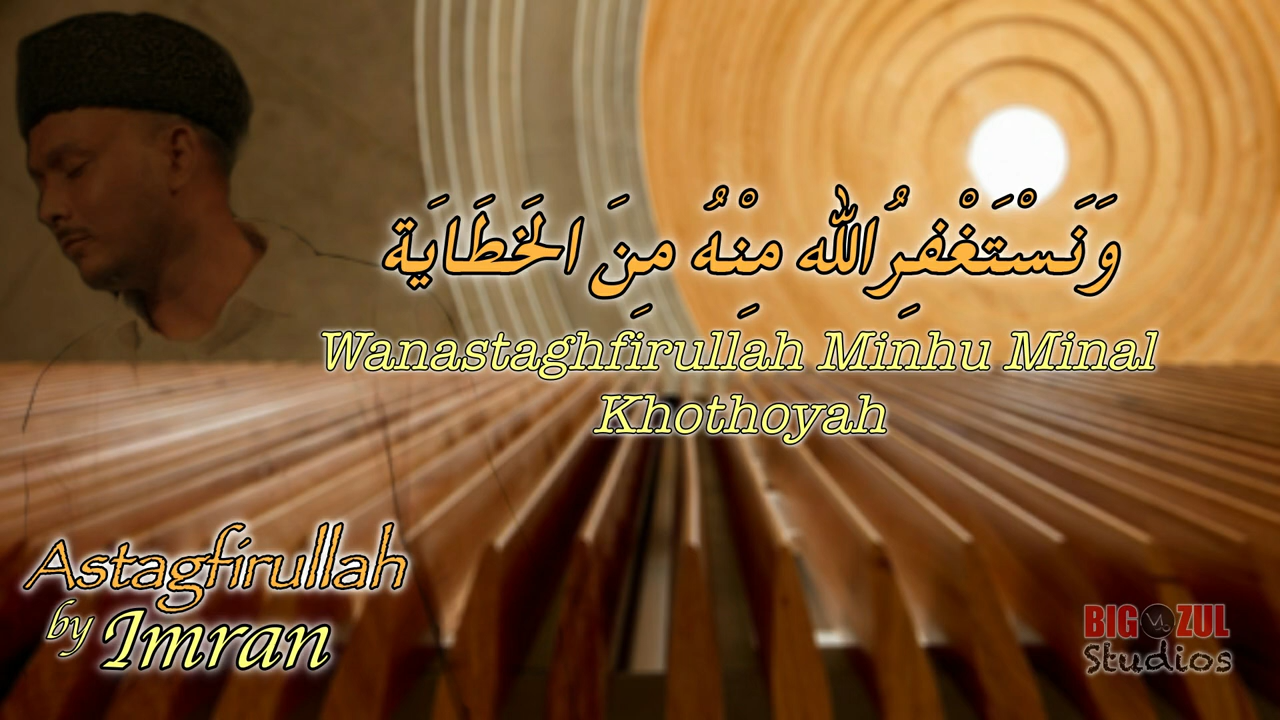 وَنَسْتَغْفِرُالله مِنْهُ مِنَ الخَطَايَة
Wanastaghfirullah Minhu Minal
Khothoyah
Astagfirullah
by Imran
BIG ZUL
Studios